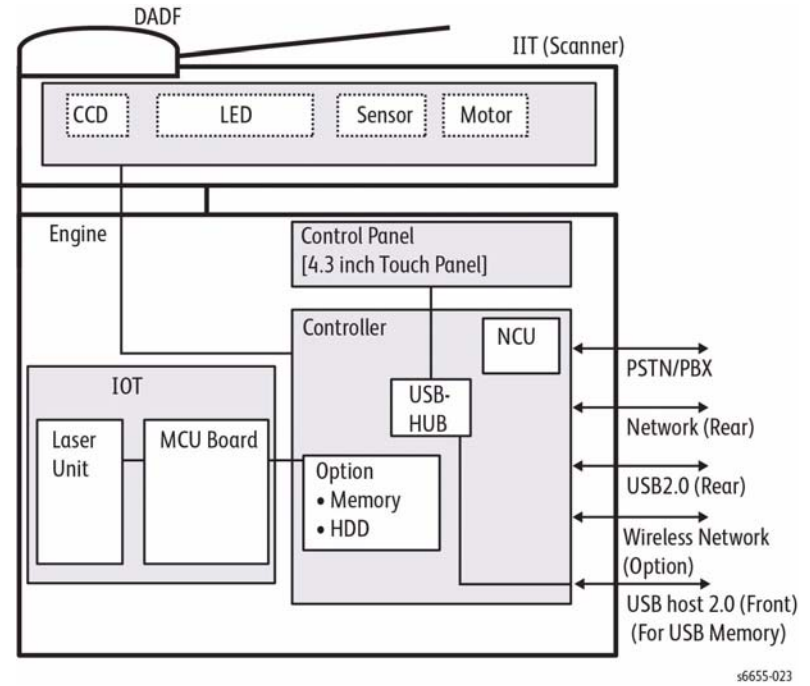 DADF
IIT (Scanner)
CCD
LED
Sensor
Motor
Engine
Control Panel
[4.3 inch Touch Panel]
Controller
NCU
PSTN/PBX
IOT
USB-
HUB
Network (Rear)
Laser
Unit
MCU Board
Option
• Memory
• HDD
USB2.0 (Rear)
Wireless Network
(Option)
USB host 2.0 (Front)
(For USB Memory)
s6655-023